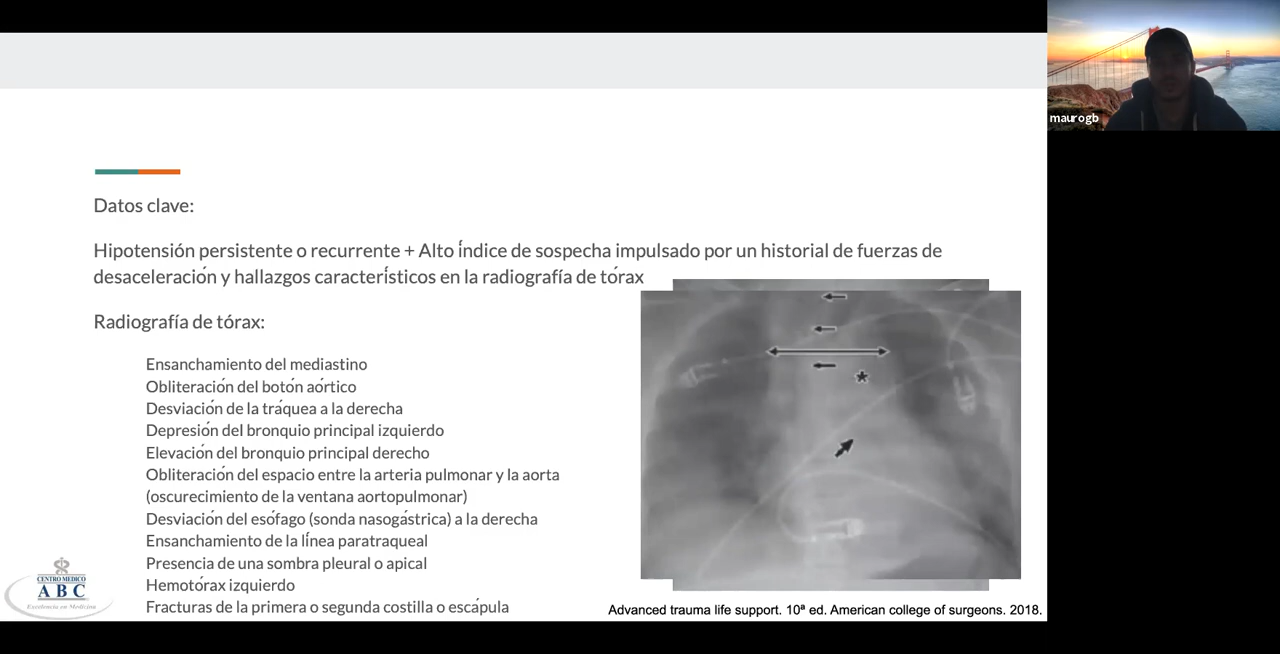 Datos clave:
Hipotensión persistente o recurrente + Alto índice de sospecha impulsado por un historial de fuerzas de
desaceleración y hallazgos característicos en la radiografía de tórax
Radiografía de tórax:
Ensanchamiento del mediastino
Obliteración del botón aórtico
Desviación de la tráquea a la derecha
Depresión del bronquio principal izquierdo
Elevación del bronquio principal derecho
Obliteración del espacio entre la arteria pulmonar y la aorta
(oscurecimiento de la ventana aortopulmonar)
Desviación del esófago (sonda nasogástrica) a la derecha
Ensanchamiento de la línea paratraqueal
Presencia de una sombra pleural o apical
Hemotórax izquierdo
Fracturas de la primera o segunda costilla o escápula
Advanced trauma life support. 10ª ed. American college of surgeons. 2018.
CENTRO MEDICO
ABC
Excelencia en Medicina
maurogb